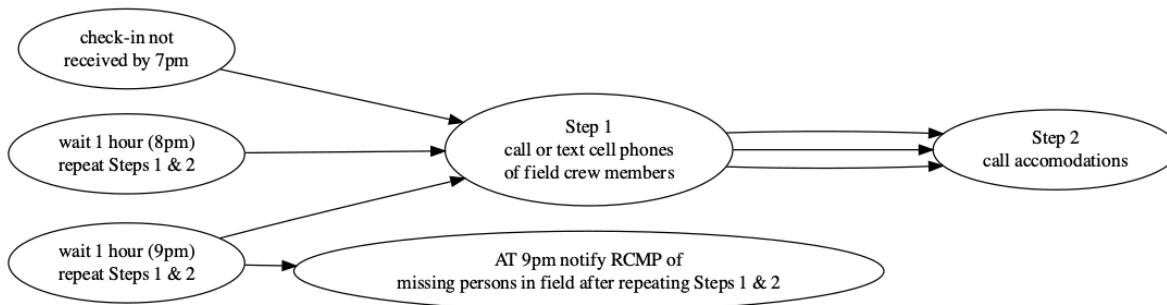 check-in not
received by 7pm
wait 1 hour (8pm)
repeat Steps 1 & 2
wait 1 hour (9pm)
repeat Steps 1 & 2
Step 1
call or text cell phones
of field crew members
AT 9pm notify RCMP of
missing persons in field after repeating Steps 1 & 2
Step 2
call accomodations